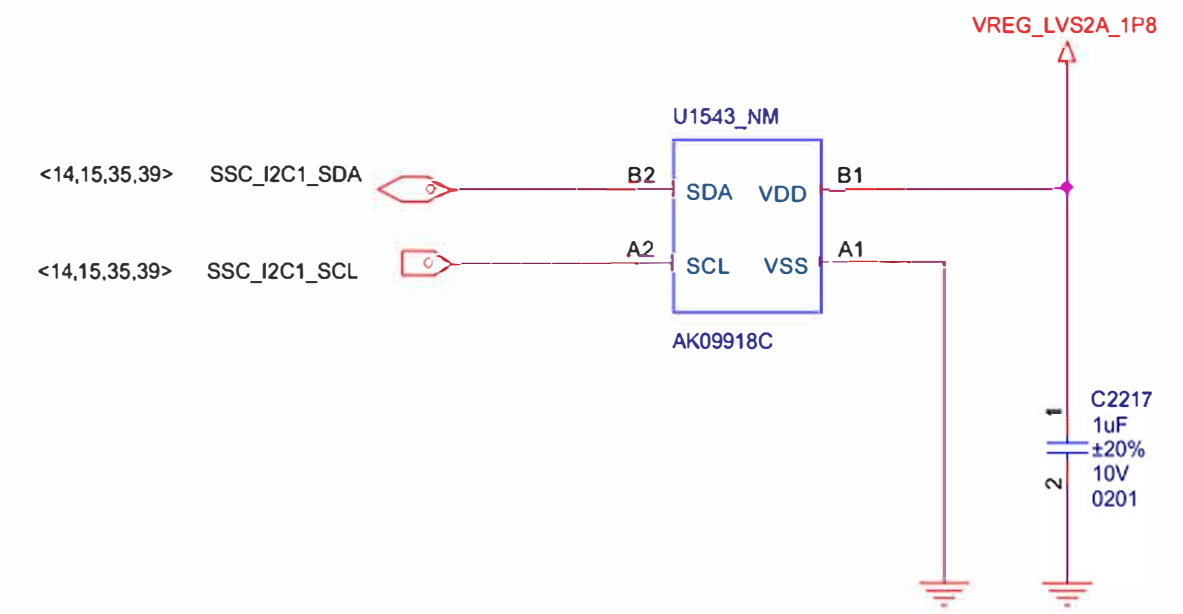 VREG_LVS2A_1P8
U1543_NM
<14,15,35,39> SSC_I2C1_SDA B2 SDA VDD B1
<14,15,35,39> SSC_I2C1_SCL A2 SCL VSS A1
AK09918C
1 C2217
1uF
±20%
2 10V
0201